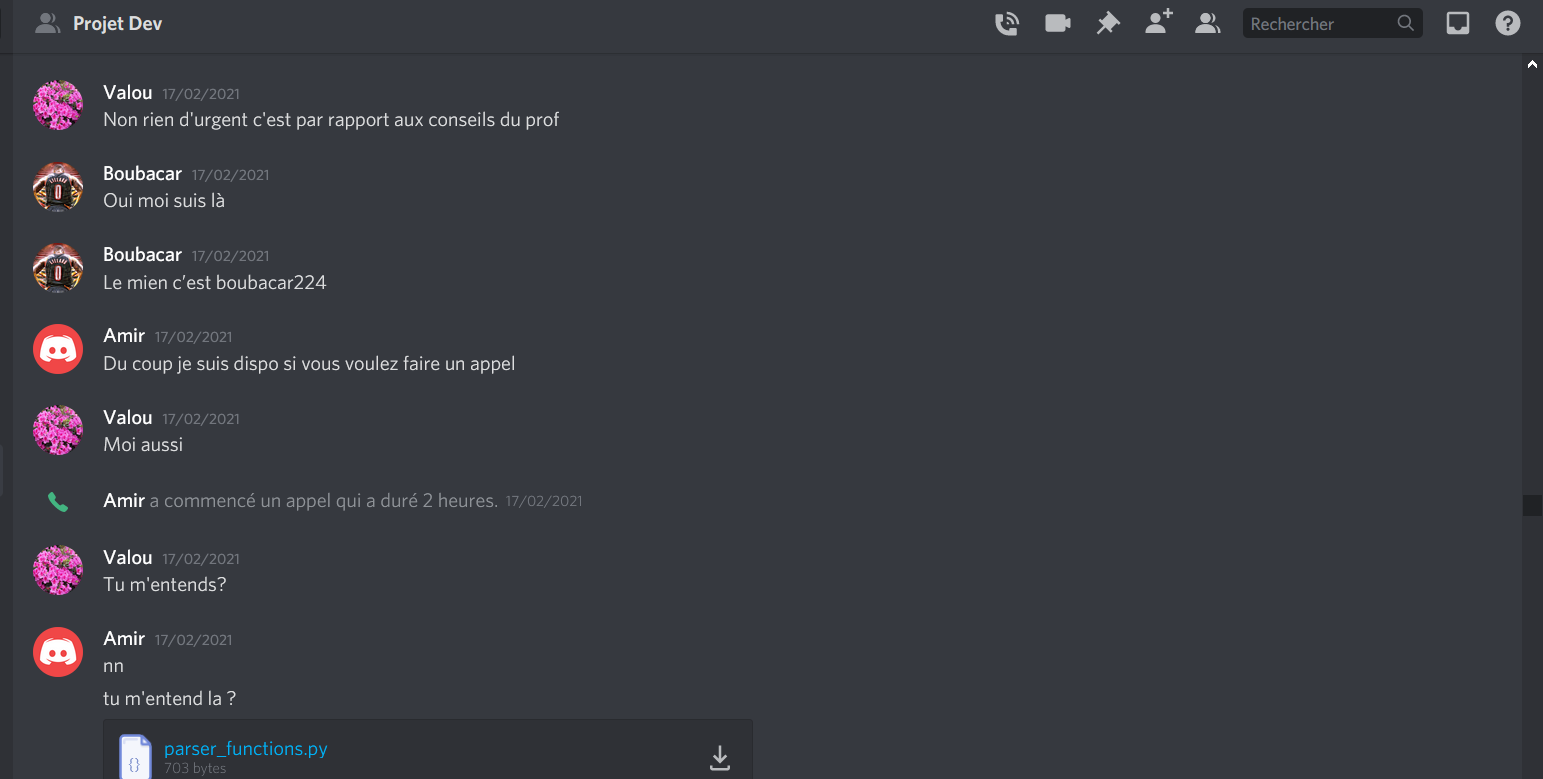 Projet Dev
Rechercher
Valou 17/02/2021
Non rien d'urgent c'est par rapport aux conseils du prof
Boubacar 17/02/2021
Oui moi suis là
Boubacar 17/02/2021
Le mien c’est boubacar224
Amir 17/02/2021
Du coup je suis dispo si vous voulez faire un appel
Valou 17/02/2021
Moi aussi
Amir a commencé un appel qui a duré 2 heures. 17/02/2021
Valou 17/02/2021
Tu m'entends?
Amir 17/02/2021
nn
tu m'entend la ?
parser_functions.py
703 bytes